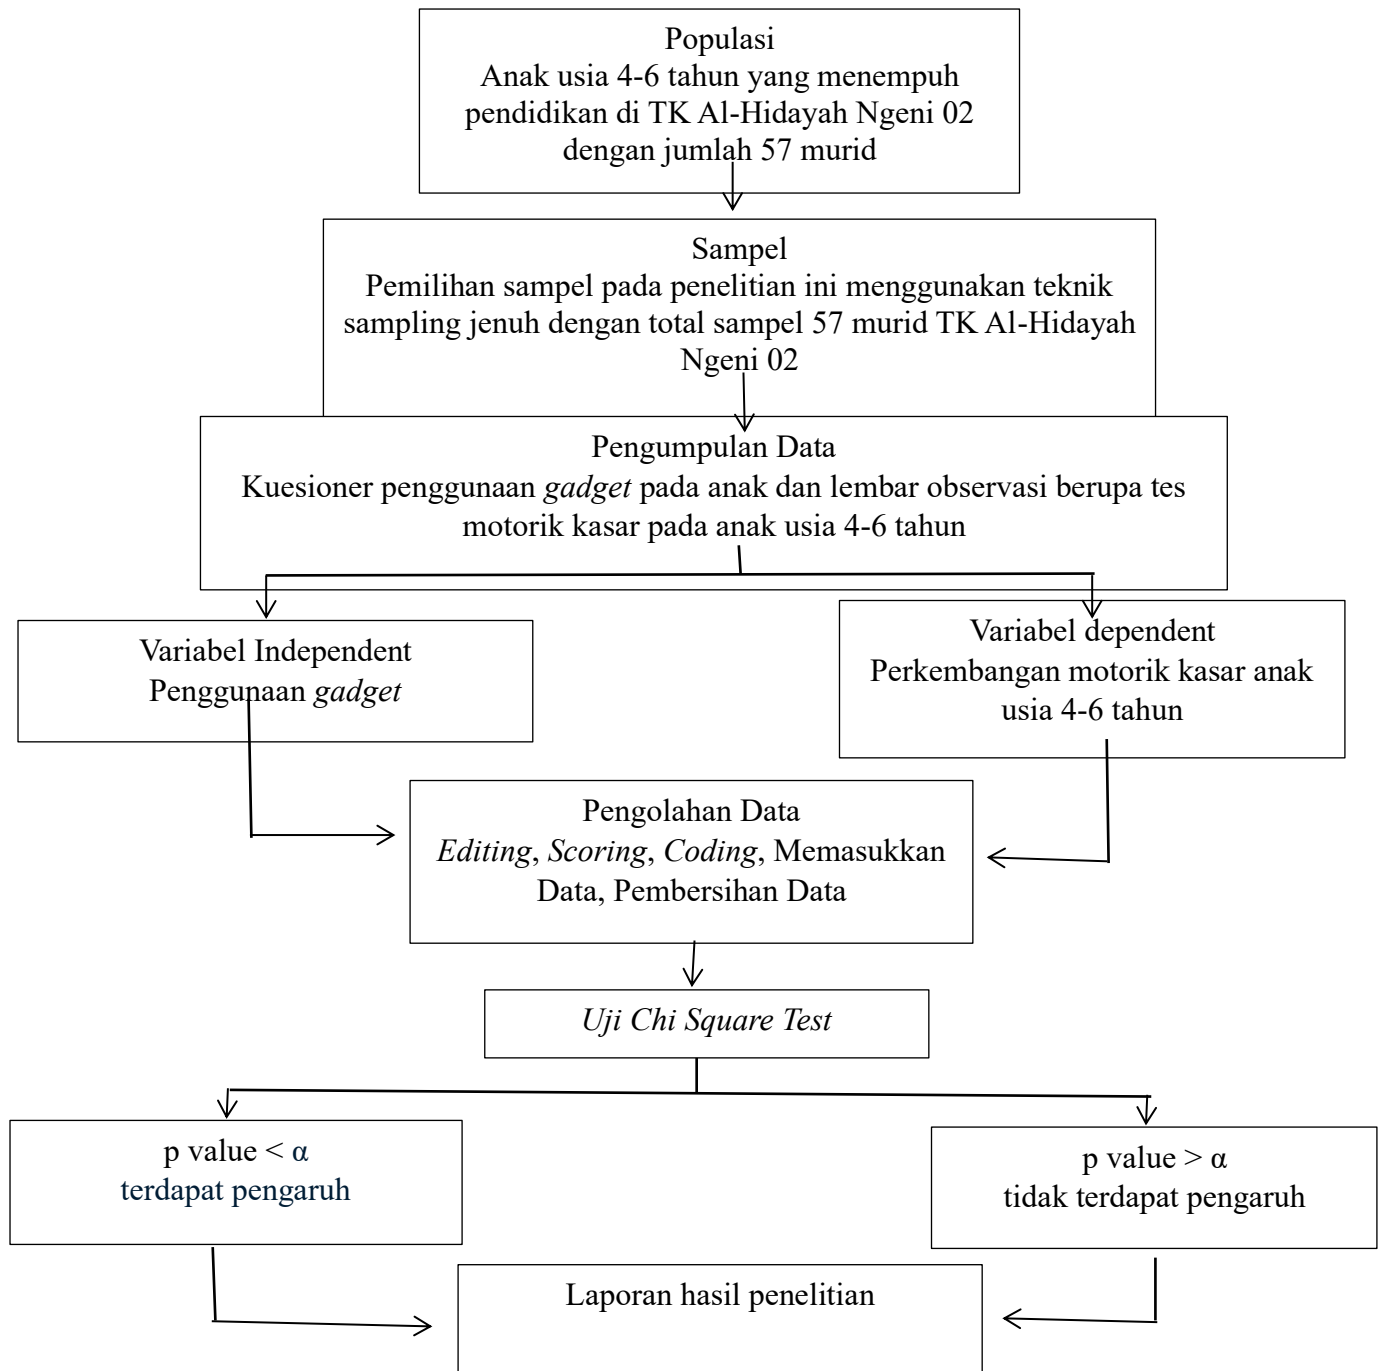 Populasi
Anak usia 4-6 tahun yang menempuh
pendidikan di TK Al-Hidayah Ngeni 02
dengan jumlah 57 murid
Sampel
Pemilihan sampel pada penelitian ini menggunakan teknik
sampling jenuh dengan total sampel 57 murid TK Al-Hidayah
Ngeni 02
Pengumpulan Data
Kuesioner penggunaan gadget pada anak dan lembar observasi berupa tes
motorik kasar pada anak usia 4-6 tahun
Variabel Independent
Penggunaan gadget
Variabel dependent
Perkembangan motorik kasar anak
usia 4-6 tahun
Pengolahan Data
Editing, Scoring, Coding, Memasukkan
Data, Pembersihan Data
Uji Chi Square Test
p value < α
terdapat pengaruh
p value > α
tidak terdapat pengaruh
Laporan hasil penelitian